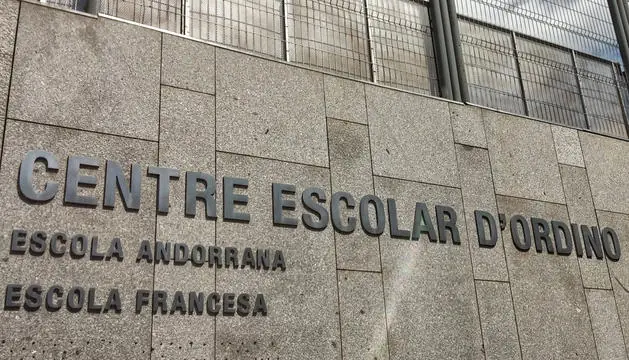 CENTRE ESCOLAR D'ORDINO
ESCOLA ANDORRANA
ESCOLA FRANCESA